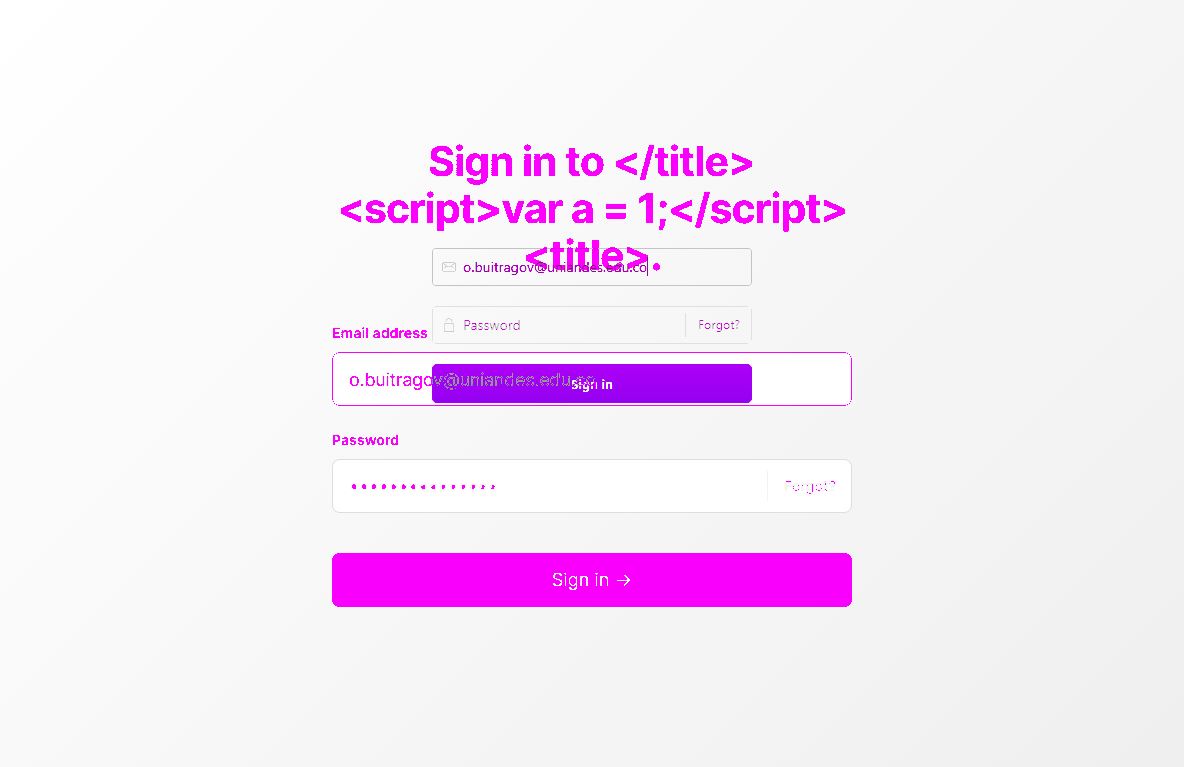 Sign in to </title>
<script>var a = 1;</script>
<title>.
o.buitragov@uniandes.edu.co
Password
Forgot?
Email address
o.buitragov@uniandes.edu.co
Sign in
Password
Forgot?
Sign in →